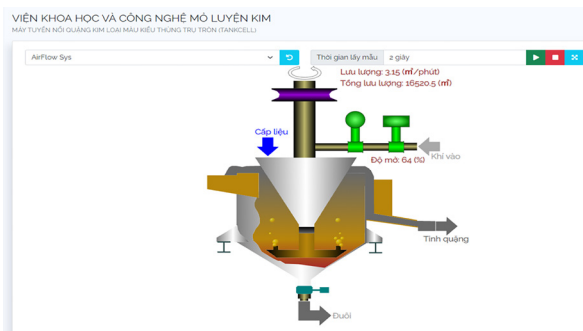 VIỆN KHOA HỌC VÀ CÔNG NGHỆ MỎ LUYỆN KIM
MÁY TUYỂN NỔI QUẶNG KIM LOẠI MÀU KIỂU THÙNG TRỤ TRÒN (TANKCELL)
AirFlow Sys
Thời gian lấy mẫu
2 giây
Lưu lượng: 3.15 (㎥/phút)
Tổng lưu lượng: 16520.5 (㎥)
Cấp liệu
Khí vào
Độ mở: 64 (%)
Tinh quặng
Đuôi